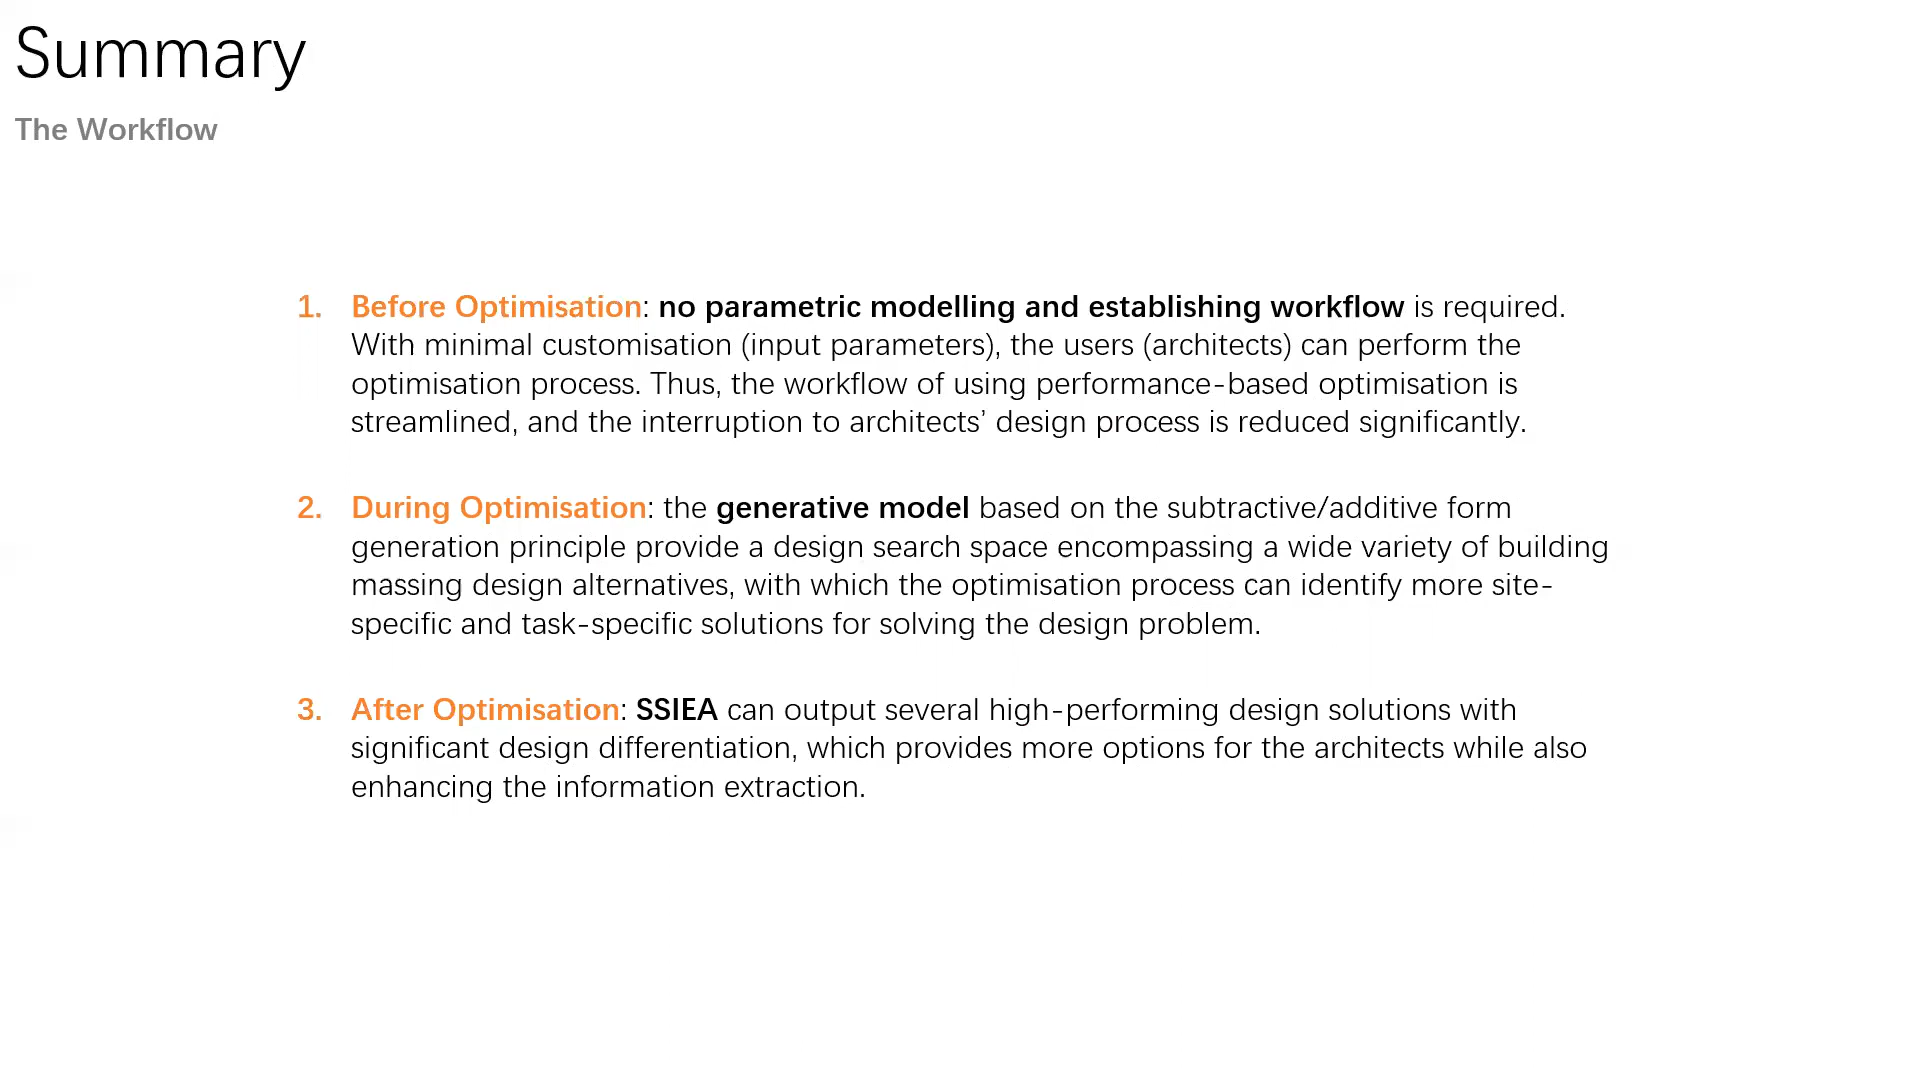 Summary
The Workflow
1. Before Optimisation: no parametric modelling and establishing workflow is required.
With minimal customisation (input parameters), the users (architects) can perform the
optimisation process. Thus, the workflow of using performance-based optimisation is
streamlined, and the interruption to architects’ design process is reduced significantly.
2. During Optimisation: the generative model based on the subtractive/additive form
generation principle provide a design search space encompassing a wide variety of building
massing design alternatives, with which the optimisation process can identify more site-
specific and task-specific solutions for solving the design problem.
3. After Optimisation: SSIEA can output several high-performing design solutions with
significant design differentiation, which provides more options for the architects while also
enhancing the information extraction.